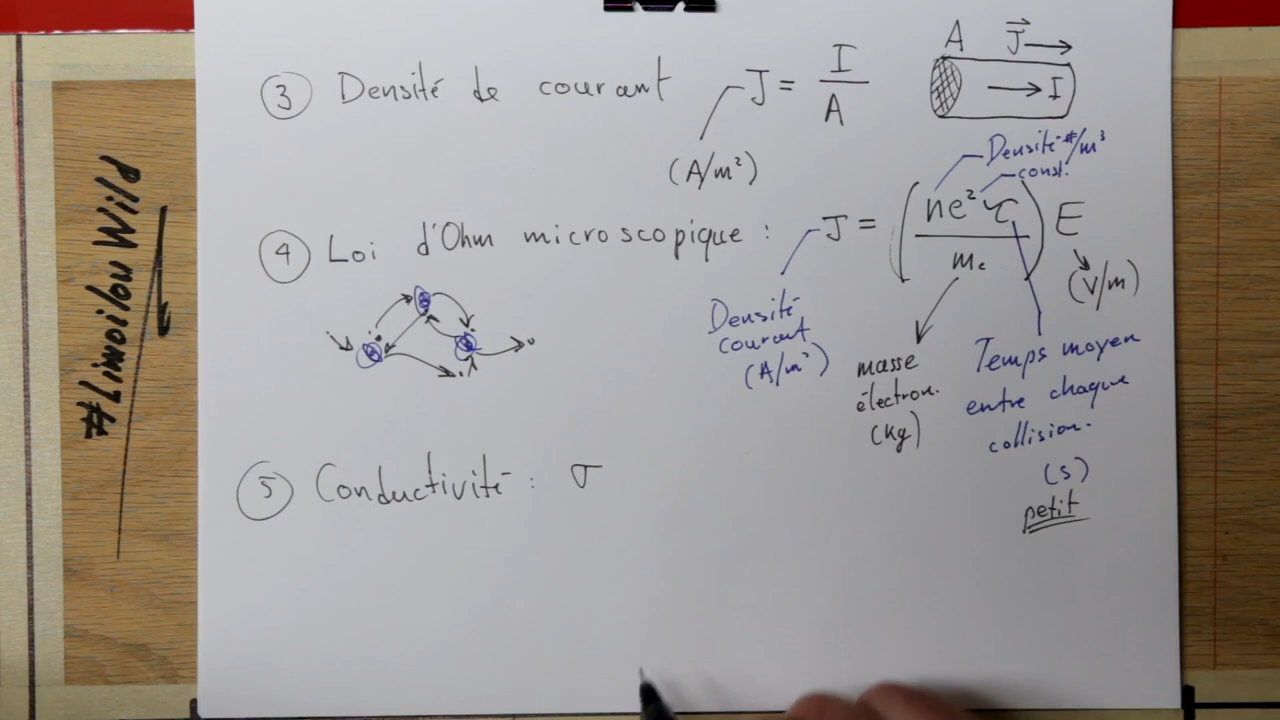 #Limoilou Wild
③ Densité de courant J = I / A
A J⃗
I
(A/m²)
Densité #/m³
const.
④ Loi d'Ohm microscopique : J = (ne²τ / mₑ) E
(V/m)
Densité
courant
(A/m²)
masse
électron.
(kg)
Temps moyen
entre chaque
collision.
(s)
petit
⑤ Conductivité : σ